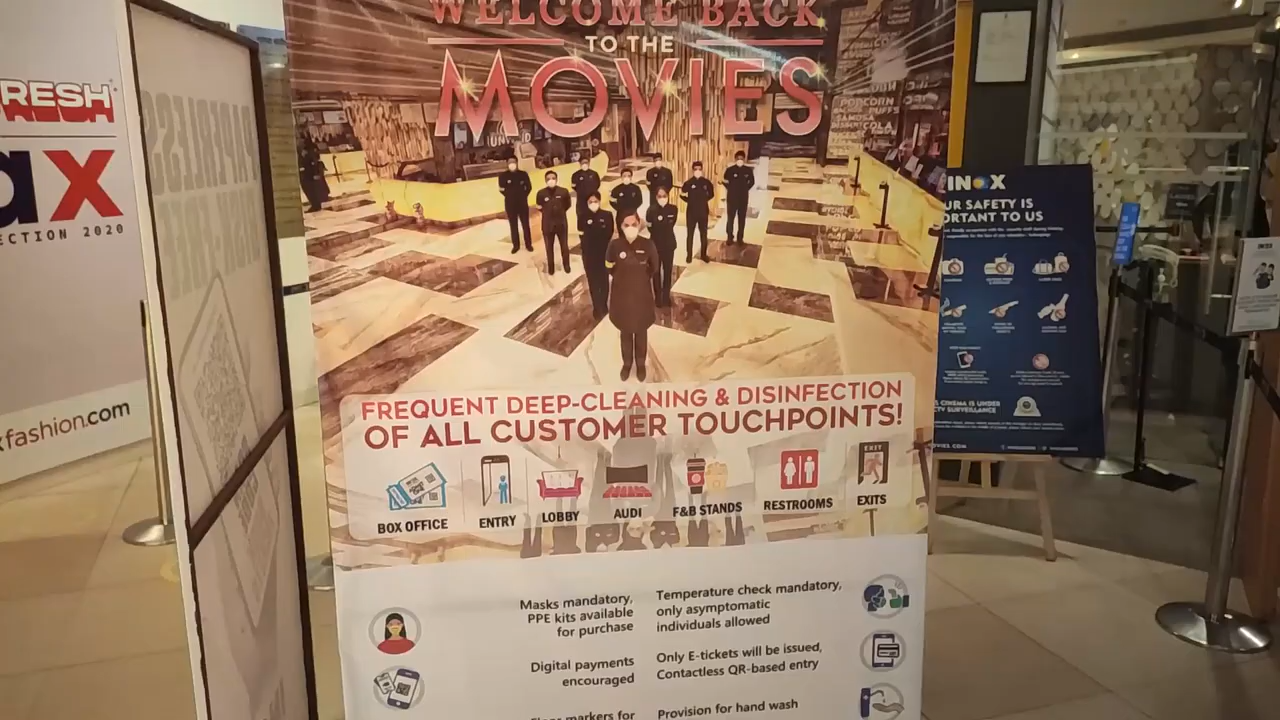 RESH
ax
ECTION 2020
xfashion.com
WELCOME BACK
TO THE
MOVIES
POPCORN
FREQUENT DEEP-CLEANING & DISINFECTION
OF ALL CUSTOMER TOUCHPOINTS!
BOX OFFICE
ENTRY
LOBBY
AUDI
F&B STANDS
RESTROOMS
EXIT
EXITS
Masks mandatory,
PPE kits available
for purchase
Temperature check mandatory,
only asymptomatic
individuals allowed
Digital payments
encouraged
Only E-tickets will be issued,
Contactless QR-based entry
markers for
Provision for hand wash
INOX
UR SAFETY IS
ORTANT TO US
CINEMA IS UNDER
CTV SURVEILLANCE